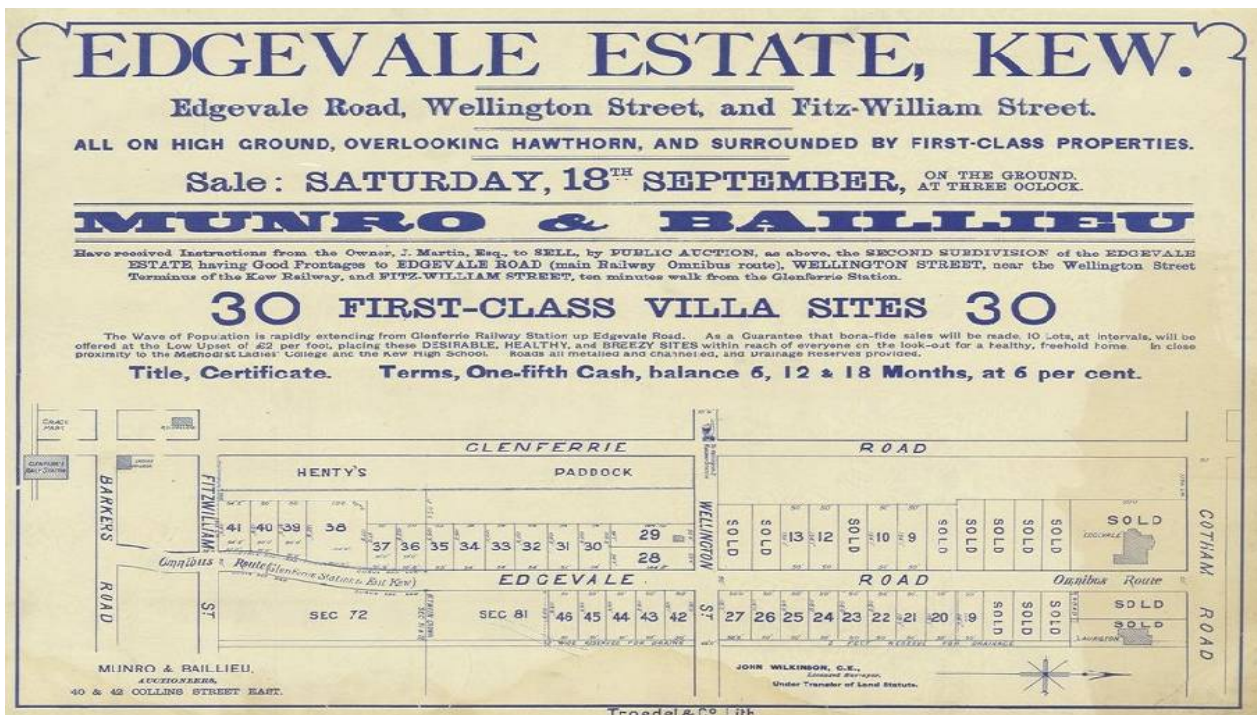 EDGEVALE ESTATE, KEW.
Edgevale Road, Wellington Street, and Fitz-William Street.
ALL ON HIGH GROUND, OVERLOOKING HAWTHORN, AND SURROUNDED BY FIRST-CLASS PROPERTIES.
Sale: SATURDAY, 18TH SEPTEMBER, ON THE GROUND, AT THREE OCLOCK.
MUNRO & BAILLIEU
Have received Instructions from the Owner, J. Martin, Esq., to SELL, by PUBLIC AUCTION, as above, the SECOND SUBDIVISION of the EDGEVALE
ESTATE having Good Frontages to EDGEVALE ROAD (main Railway Omnibus route), WELLINGTON STREET, near the Wellington Street
Terminus of the Kew Railway, and FITZ-WILLIAM STREET, ten minutes walk from the Glenferrie Station.
30 FIRST-CLASS VILLA SITES 30
The Wave of Population is rapidly extending from Glenferrie Railway Station up Edgevale Road. As a Guarantee that bona-fide sales will be made, 10 Lots, at intervals, will be
offered at the Low Upset of £2 per foot, placing these DESIRABLE, HEALTHY, and BREEZY SITES within reach of everyone on the look-out for a healthy, freehold home. In close
proximity to the Methodist Ladies' College and the Kew High School. Roads all metalled and channelled, and Drainage Reserves provided.
Title, Certificate. Terms, One-fifth Cash, balance 6, 12 & 18 Months, at 6 per cent.
GLENFERRIE ROAD
HENTY'S PADDOCK
BARKERS ROAD
FITZWILLIAM ST
WELLINGTON ST
COTHAM ROAD
41 40 39 38 37 36 35 34 33 32 31 30 29
28
SOLD SOLD 13 12 SOLD 10 9 SOLD SOLD SOLD SOLD SOLD SOLD
EDGEVALE
Omnibus Route (Glenferrie Station to East Kew)
EDGEVALE ROAD Omnibus Route
SEC 72 SEC 81 46 45 44 43 42 27 26 25 24 23 22 21 20 19 SOLD SOLD SOLD SOLD
SOLD
MUNRO & BAILLIEU,
AUCTIONEERS,
40 & 42 COLLINS STREET EAST.
JOHN WILKINSON, C.E.,
Licensed Surveyor,
Under Transfer of Land Statute.
Troedel & Co. Lith